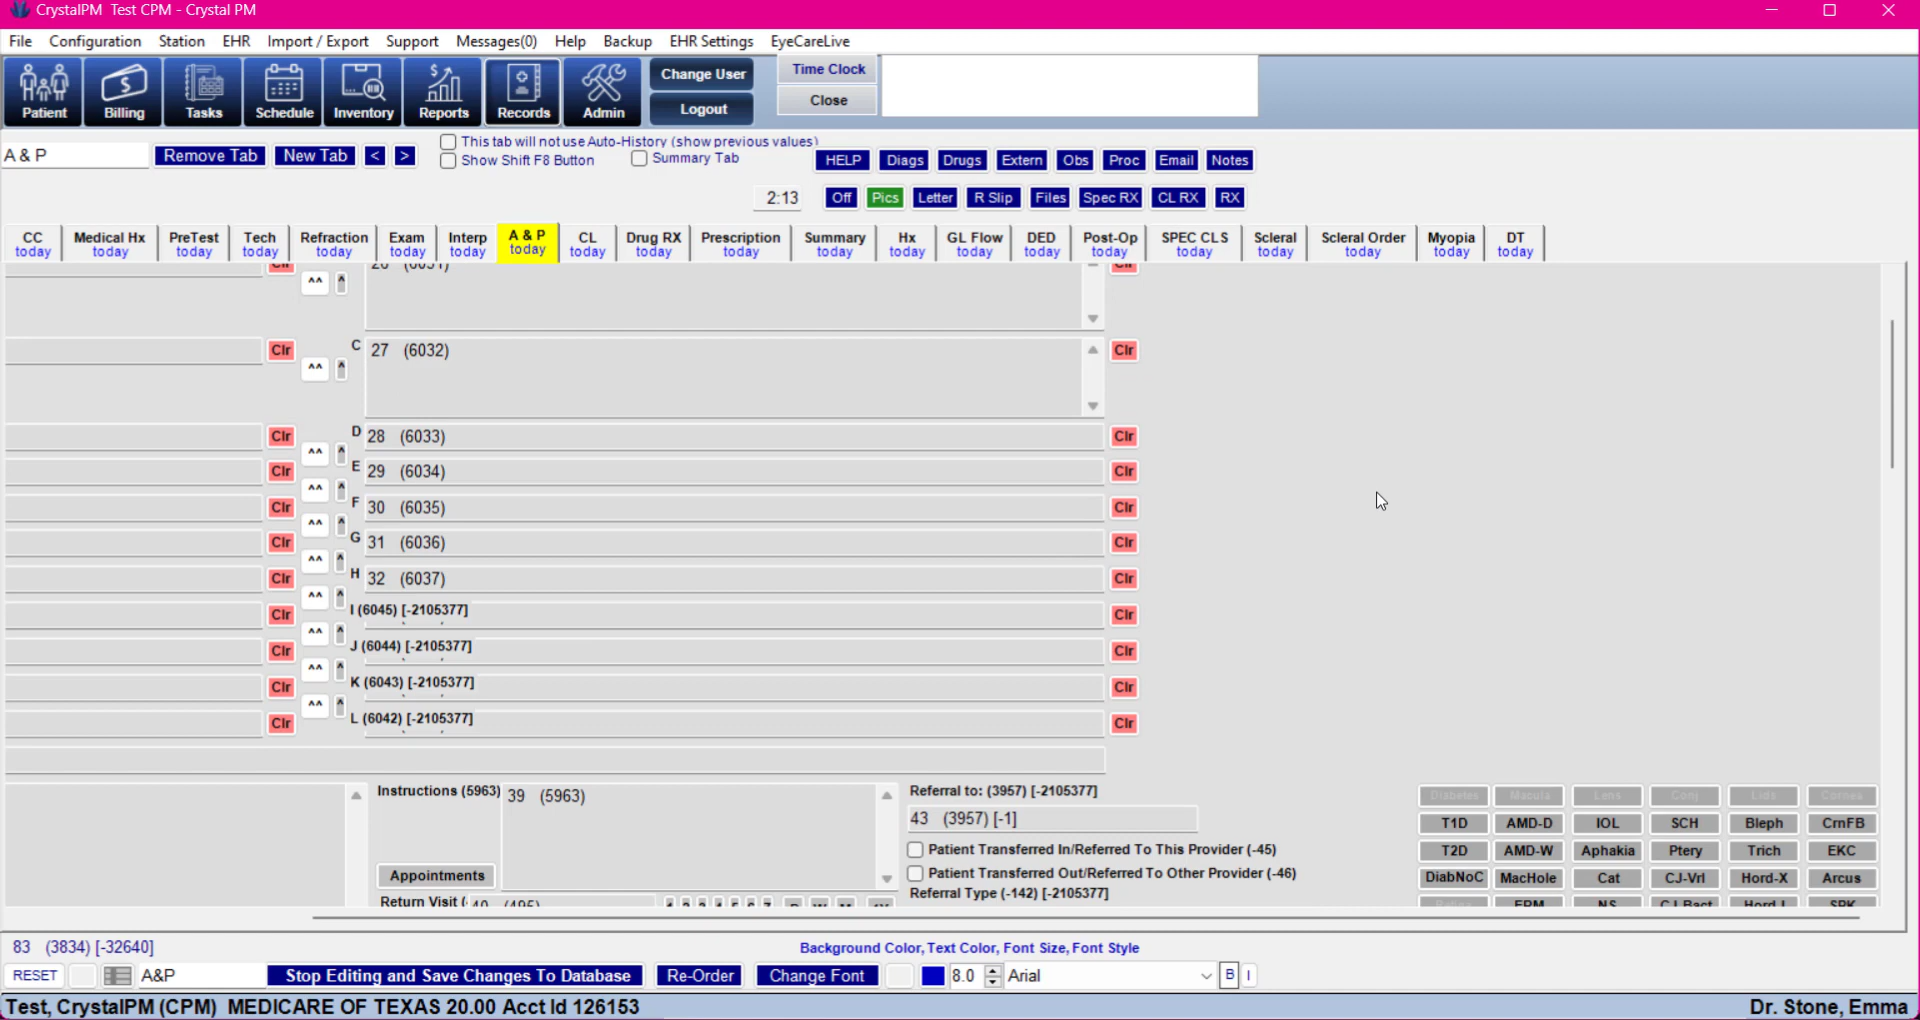 CrystalPM Test CPM - Crystal PM
File Configuration Station EHR Import / Export Support Messages(0) Help Backup EHR Settings EyeCareLive
Patient Billing Tasks Schedule Inventory Reports Records Admin
Change User
Logout
Time Clock
Close
A & P
Remove Tab New Tab < >
This tab will not use Auto-History (show previous values)
Show Shift F8 Button Summary Tab
HELP Diags Drugs Extern Obs Proc Email Notes
2:13 Off Pics Letter R Slip Files Spec RX CL RX RX
CC Medical Hx PreTest Tech Refraction Exam Interp A & P CL Drug RX Prescription Summary Hx GL Flow DED Post-Op SPEC CLS Scleral Scleral Order Myopia DT
today today today today today today today today today today today today today today today today today today today today today
^^ ^
Clr ^^ ^ C 27 (6032) Clr
Clr ^^ ^ D 28 (6033) Clr
Clr ^^ ^ E 29 (6034) Clr
Clr ^^ ^ F 30 (6035) Clr
Clr ^^ ^ G 31 (6036) Clr
Clr ^^ ^ H 32 (6037) Clr
Clr ^^ ^ I (6045) [-2105377] Clr
Clr ^^ ^ J (6044) [-2105377] Clr
Clr ^^ ^ K (6043) [-2105377] Clr
Clr L (6042) [-2105377] Clr
Instructions (5963) 39 (5963)
Appointments
Return Visit (
Referral to: (3957) [-2105377]
43 (3957) [-1]
Patient Transferred In/Referred To This Provider (-45)
Patient Transferred Out/Referred To Other Provider (-46)
Referral Type (-142) [-2105377]
Diabetes Macula Lens Conj Lids Cornea
T1D AMD-D IOL SCH Bleph CrnFB
T2D AMD-W Aphakia Ptery Trich EKC
DiabNoC MacHole Cat CJ-Vrl Hord-X Arcus
83 (3834) [-32640]
Background Color, Text Color, Font Size, Font Style
RESET A&P Stop Editing and Save Changes To Database Re-Order Change Font 8.0 Arial B I
Test, CrystalPM (CPM) MEDICARE OF TEXAS 20.00 Acct Id 126153 Dr. Stone, Emma